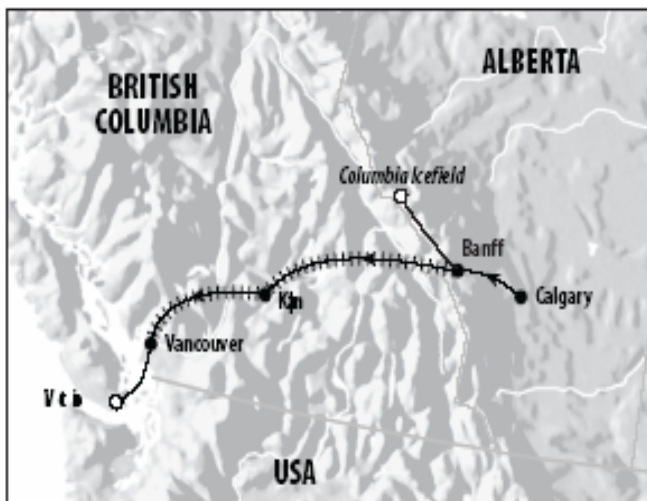 BRITISH
COLUMBIA
ALBERTA
Columbia Icefield
Banff
Calgary
Vancouver
USA